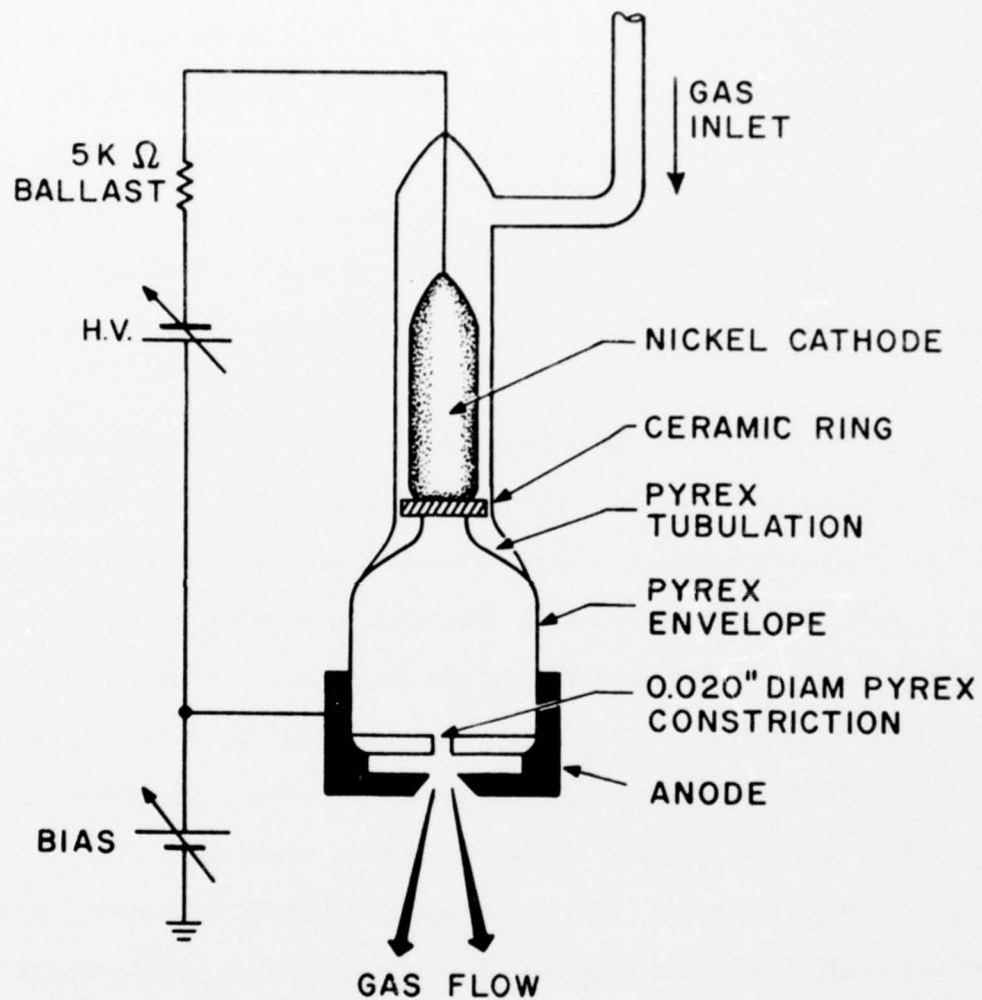 GAS
INLET
5K Ω
BALLAST
H.V.
NICKEL CATHODE
CERAMIC RING
PYREX
TUBULATION
PYREX
ENVELOPE
0.020" DIAM PYREX
CONSTRICTION
ANODE
BIAS
GAS FLOW